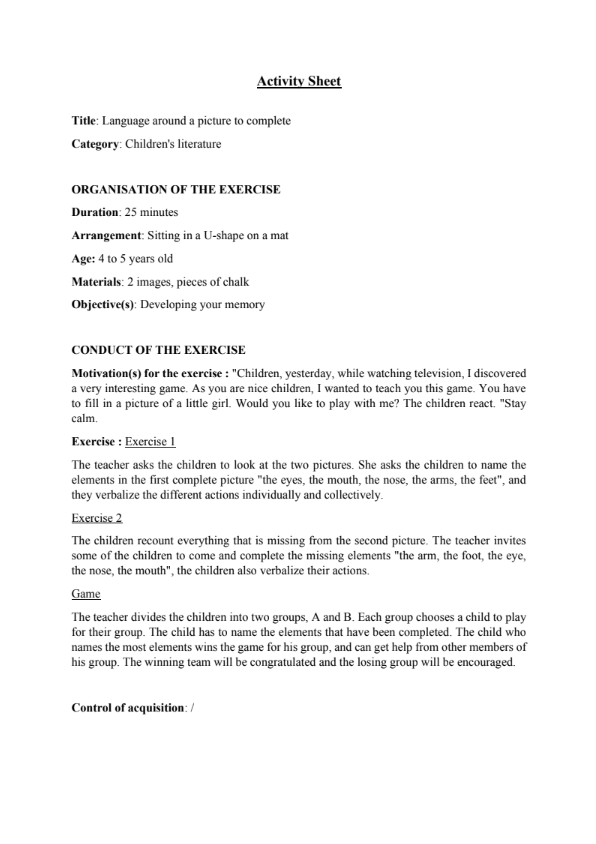 Activity Sheet
Title: Language around a picture to complete
Category: Children's literature
ORGANISATION OF THE EXERCISE
Duration: 25 minutes
Arrangement: Sitting in a U-shape on a mat
Age: 4 to 5 years old
Materials: 2 images, pieces of chalk
Objective(s): Developing your memory
CONDUCT OF THE EXERCISE
Motivation(s) for the exercise : "Children, yesterday, while watching television, I discovered
a very interesting game. As you are nice children, I wanted to teach you this game. You have
to fill in a picture of a little girl. Would you like to play with me? The children react. "Stay
calm.
Exercise : Exercise 1
The teacher asks the children to look at the two pictures. She asks the children to name the
elements in the first complete picture "the eyes, the mouth, the nose, the arms, the feet", and
they verbalize the different actions individually and collectively.
Exercise 2
The children recount everything that is missing from the second picture. The teacher invites
some of the children to come and complete the missing elements "the arm, the foot, the eye,
the nose, the mouth", the children also verbalize their actions.
Game
The teacher divides the children into two groups, A and B. Each group chooses a child to play
for their group. The child has to name the elements that have been completed. The child who
names the most elements wins the game for his group, and can get help from other members of
his group. The winning team will be congratulated and the losing group will be encouraged.
Control of acquisition: /